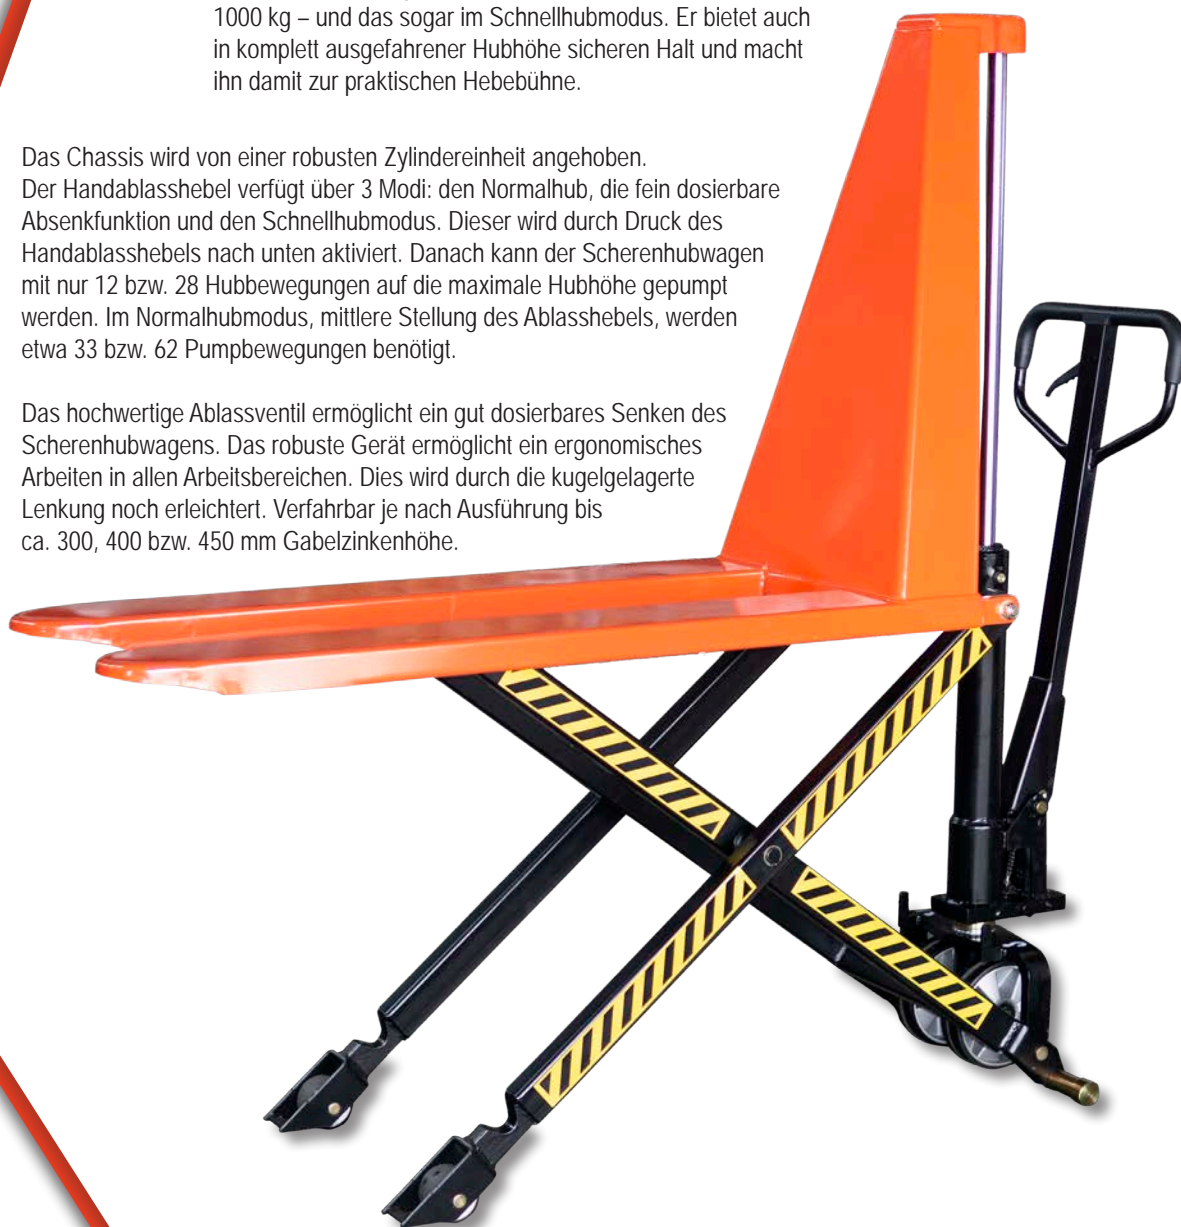 1000 kg – und das sogar im Schnellhubmodus. Er bietet auch
in komplett ausgefahrener Hubhöhe sicheren Halt und macht
ihn damit zur praktischen Hebebühne.
Das Chassis wird von einer robusten Zylindereinheit angehoben.
Der Handablasshebel verfügt über 3 Modi: den Normalhub, die fein dosierbare
Absenkfunktion und den Schnellhubmodus. Dieser wird durch Druck des
Handablasshebels nach unten aktiviert. Danach kann der Scherenhubwagen
mit nur 12 bzw. 28 Hubbewegungen auf die maximale Hubhöhe gepumpt
werden. Im Normalhubmodus, mittlere Stellung des Ablasshebels, werden
etwa 33 bzw. 62 Pumpbewegungen benötigt.
Das hochwertige Ablassventil ermöglicht ein gut dosierbares Senken des
Scherenhubwagens. Das robuste Gerät ermöglicht ein ergonomisches
Arbeiten in allen Arbeitsbereichen. Dies wird durch die kugelgelagerte
Lenkung noch erleichtert. Verfahrbar je nach Ausführung bis
ca. 300, 400 bzw. 450 mm Gabelzinkenhöhe.